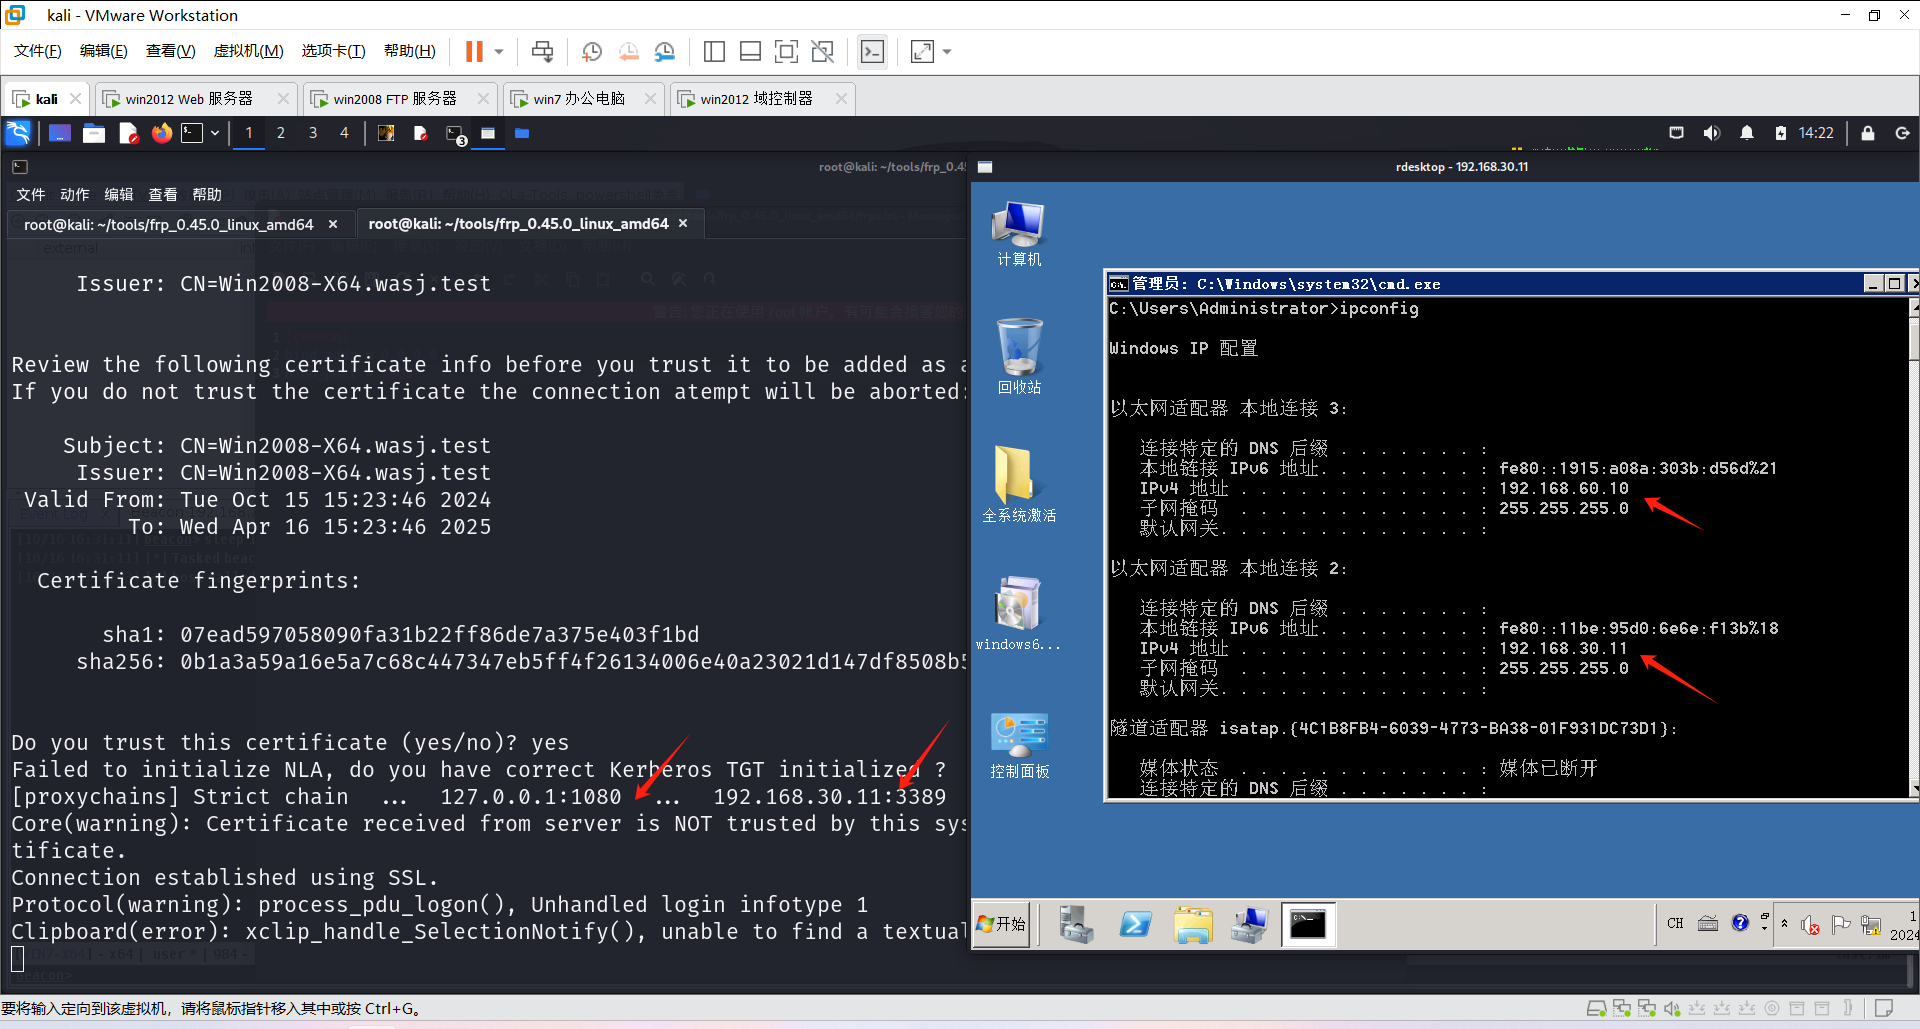 kali - VMware Workstation
文件(F) 编辑(E) 查看(V) 虚拟机(M) 选项卡(T) 帮助(H)
kali
win2012 Web 服务器
win2008 FTP 服务器
win7 办公电脑
win2012 域控制器
1 2 3 4
3
14:22
root@kali: ~/tools/frp_0.45
文件 动作 编辑 查看 帮助
root@kali: ~/tools/frp_0.45.0_linux_amd64
root@kali: ~/tools/frp_0.45.0_linux_amd64
Issuer: CN=Win2008-X64.wasj.test
Review the following certificate info before you trust it to be added as a
If you do not trust the certificate the connection atempt will be aborted:
Subject: CN=Win2008-X64.wasj.test
Issuer: CN=Win2008-X64.wasj.test
Valid From: Tue Oct 15 15:23:46 2024
To: Wed Apr 16 15:23:46 2025
Certificate fingerprints:
sha1: 07ead597058090fa31b22ff86de7a375e403f1bd
sha256: 0b1a3a59a16e5a7c68c447347eb5ff4f26134006e40a23021d147df8508b5
Do you trust this certificate (yes/no)? yes
Failed to initialize NLA, do you have correct Kerberos TGT initialized ?
[proxychains] Strict chain ... 127.0.0.1:1080 ... 192.168.30.11:3389
Core(warning): Certificate received from server is NOT trusted by this sys
tificate.
Connection established using SSL.
Protocol(warning): process_pdu_logon(), Unhandled login infotype 1
Clipboard(error): xclip_handle_SelectionNotify(), unable to find a textual
rdesktop - 192.168.30.11
计算机
回收站
全系统激活
windows6...
控制面板
管理员: C:\Windows\system32\cmd.exe
C:\Users\Administrator>ipconfig
Windows IP 配置
以太网适配器 本地连接 3:
连接特定的 DNS 后缀 . . . . . . . :
本地链接 IPv6 地址. . . . . . . . : fe80::1915:a08a:303b:d56d%21
IPv4 地址 . . . . . . . . . . . . : 192.168.60.10
子网掩码 . . . . . . . . . . . . : 255.255.255.0
默认网关. . . . . . . . . . . . . :
以太网适配器 本地连接 2:
连接特定的 DNS 后缀 . . . . . . . :
本地链接 IPv6 地址. . . . . . . . : fe80::11be:95d0:6e6e:f13b%18
IPv4 地址 . . . . . . . . . . . . : 192.168.30.11
子网掩码 . . . . . . . . . . . . : 255.255.255.0
默认网关. . . . . . . . . . . . . :
隧道适配器 isatap.{4C1B8FB4-6039-4773-BA38-01F931DC73D1}:
媒体状态 . . . . . . . . . . . . : 媒体已断开
连接特定的 DNS 后缀 . . . . . . . :
开始
CH
1
2024
要将输入定向到该虚拟机，请将鼠标指针移入其中或按 Ctrl+G。